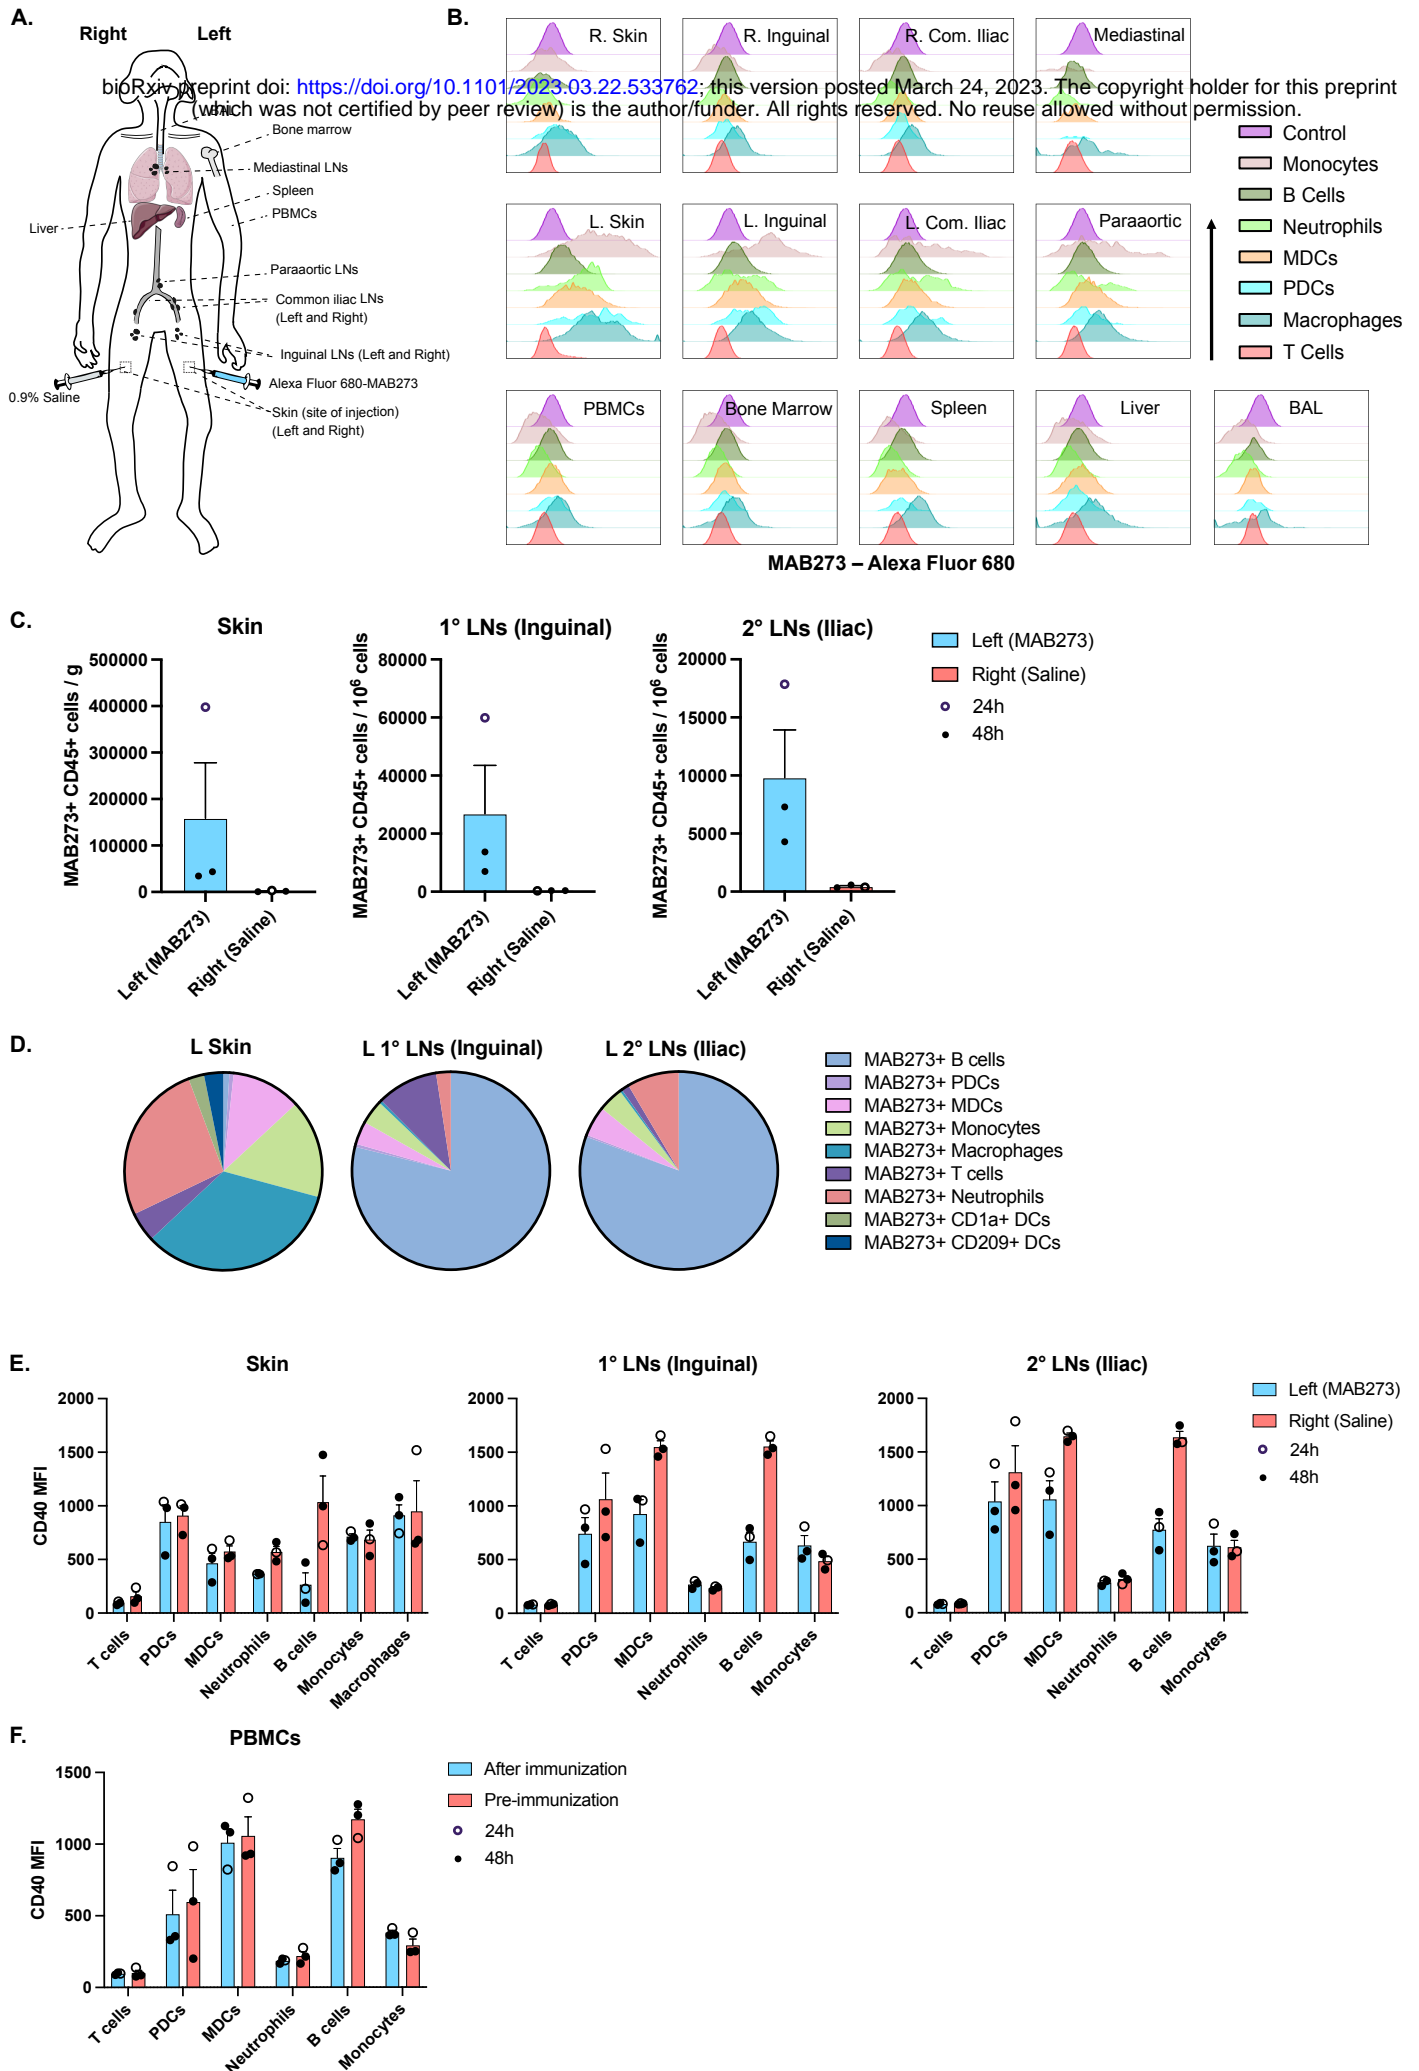 A.
Right Left
bioRxiv preprint doi: https://doi.org/10.1101/2023.03.22.533762; this version posted March 24, 2023. The copyright holder for this preprint
(which was not certified by peer review) is the author/funder. All rights reserved. No reuse allowed without permission.
Bone marrow
Mediastinal LNs
Spleen
PBMCs
Liver
Paraaortic LNs
Common iliac LNs
(Left and Right)
Inguinal LNs (Left and Right)
Alexa Fluor 680-MAB273
0.9% Saline
Skin (site of injection)
(Left and Right)
B.
R. Skin
R. Inguinal
R. Com. Iliac
Mediastinal
L. Skin
L. Inguinal
L. Com. Iliac
Paraaortic
PBMCs
Bone Marrow
Spleen
Liver
BAL
MAB273 – Alexa Fluor 680
Control
Monocytes
B Cells
Neutrophils
MDCs
PDCs
Macrophages
T Cells
C.
Skin
MAB273+ CD45+ cells / g
500000
400000
300000
200000
100000
0
Left (MAB273)
Right (Saline)
1° LNs (Inguinal)
MAB273+ CD45+ cells / 10⁶ cells
80000
60000
40000
20000
0
Left (MAB273)
Right (Saline)
2° LNs (Iliac)
MAB273+ CD45+ cells / 10⁶ cells
20000
15000
10000
5000
0
Left (MAB273)
Right (Saline)
Left (MAB273)
Right (Saline)
24h
48h
D.
L Skin
L 1° LNs (Inguinal)
L 2° LNs (Iliac)
MAB273+ B cells
MAB273+ PDCs
MAB273+ MDCs
MAB273+ Monocytes
MAB273+ Macrophages
MAB273+ T cells
MAB273+ Neutrophils
MAB273+ CD1a+ DCs
MAB273+ CD209+ DCs
E.
Skin
CD40 MFI
2000
1500
1000
500
0
T cells
PDCs
MDCs
Neutrophils
B cells
Monocytes
Macrophages
1° LNs (Inguinal)
2000
1500
1000
500
0
T cells
PDCs
MDCs
Neutrophils
B cells
Monocytes
2° LNs (Iliac)
2000
1500
1000
500
0
T cells
PDCs
MDCs
Neutrophils
B cells
Monocytes
Left (MAB273)
Right (Saline)
24h
48h
F.
PBMCs
CD40 MFI
1500
1000
500
0
T cells
PDCs
MDCs
Neutrophils
B cells
Monocytes
After immunization
Pre-immunization
24h
48h